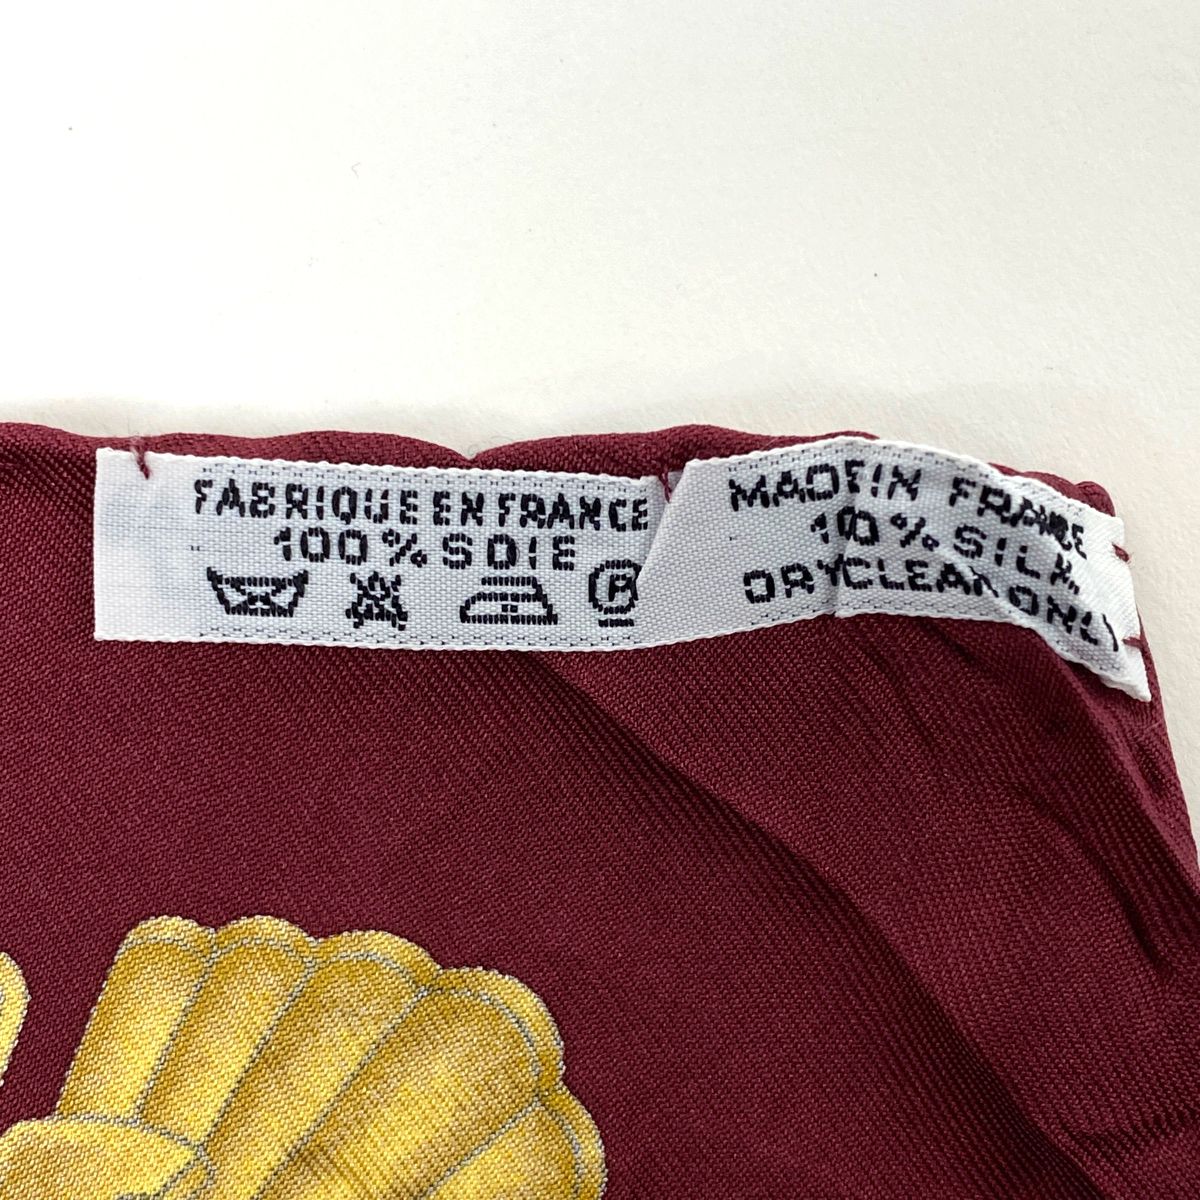 FABRIQUE EN FRANCE
100% SOIE
P
MADE IN FRANCE
100% SILK
DRYCLEAN ONLY